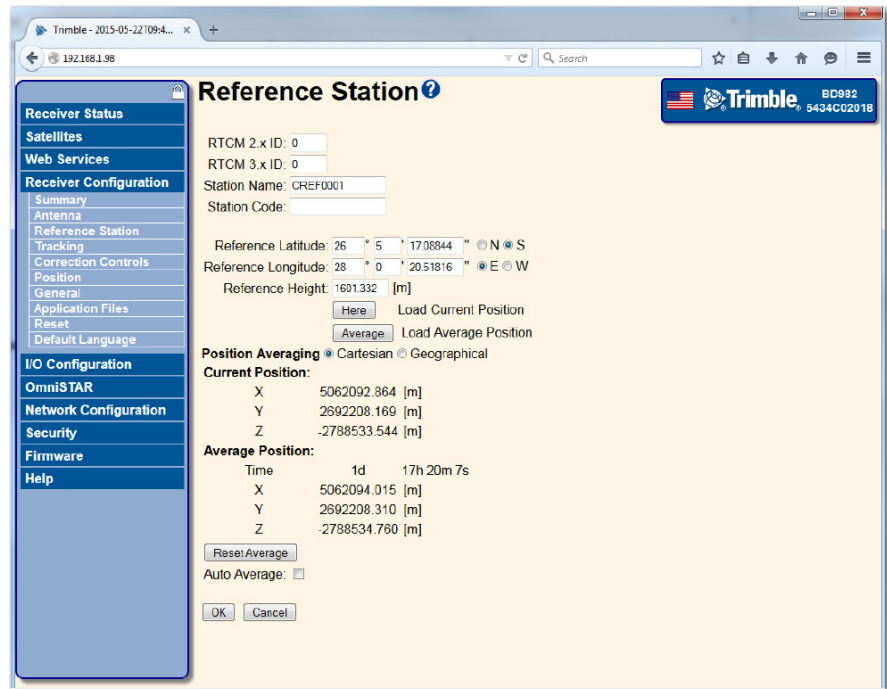 Trimble - 2015-05-22T09:4... × +
192.168.1.98 Search
Reference Station?
Trimble® BD982
5434C02018
Receiver Status
Satellites
Web Services
Receiver Configuration
Summary
Antenna
Reference Station
Tracking
Correction Controls
Position
General
Application Files
Reset
Default Language
I/O Configuration
OmniSTAR
Network Configuration
Security
Firmware
Help
RTCM 2.x ID: 0
RTCM 3.x ID: 0
Station Name: CREF0001
Station Code:
Reference Latitude: 26 ° 5 ' 17.08844 " N S
Reference Longitude: 28 ° 0 ' 20.51816 " E W
Reference Height: 1601.332 [m]
Here Load Current Position
Average Load Average Position
Position Averaging Cartesian Geographical
Current Position:
X 5062092.864 [m]
Y 2692208.169 [m]
Z -2788533.544 [m]
Average Position:
Time 1d 17h 20m 7s
X 5062094.015 [m]
Y 2692208.310 [m]
Z -2788534.760 [m]
Reset Average
Auto Average:
OK Cancel